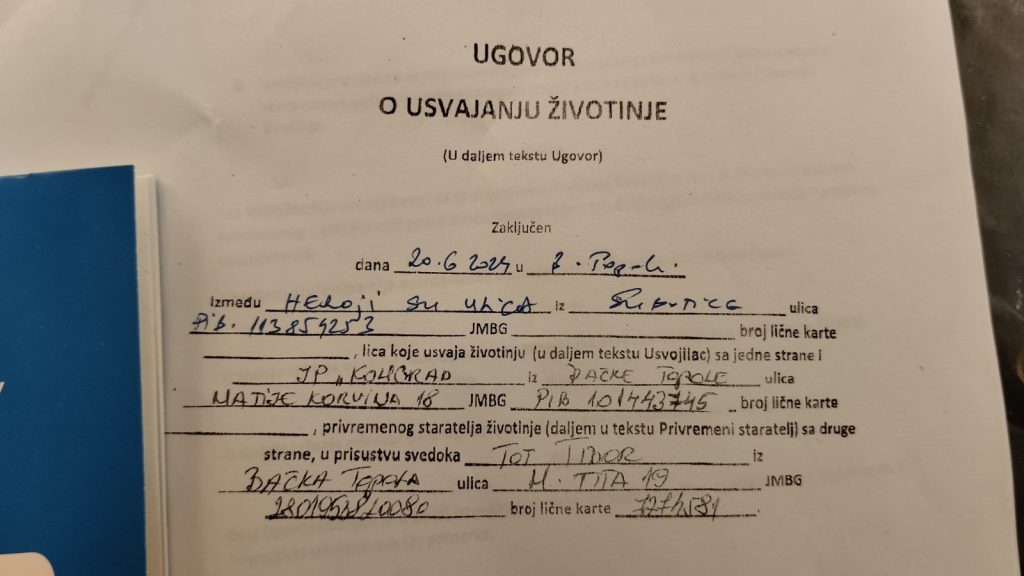 UGOVOR
O USVAJANJU ŽIVOTINJE
(U daljem tekstu Ugovor)
Zaključen
dana 20.6 2024 u B. Topoli.
Između HEROJI SU ULICA iz SUBOTICE ulica
PiB. 113859253 JMBG broj lične karte
, lica koje usvaja životinju (u daljem tekstu Usvojilac) sa jedne strane i
JP „KOMGRAD iz BAČKE TOPOLE ulica
MATIJE KORVINA 18 JMBG PIB 101443745 broj lične karte
, privremenog staratelja životinje (daljem u tekstu Privremeni staratelj) sa druge
strane, u prisustvu svedoka TOT TIBOR iz
BAČKA TOPOLA ulica M. TITA 19 JMBG
broj lične karte